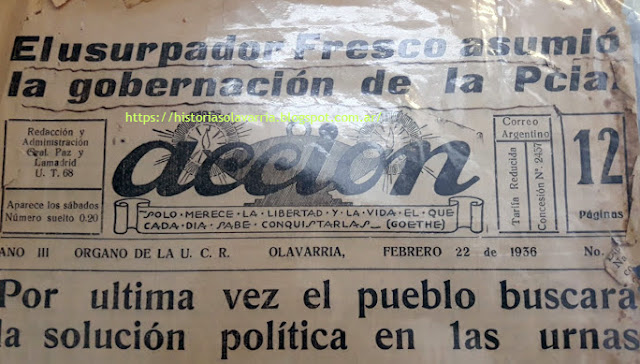 El usurpador Fresco asumió
la gobernación de la Pcia.
https://historiasolavarria.blogspot.com.ar/
Redacción y
Administración
Gral. Paz y
Lamadrid
U. T. 68
Aparece los sábados
Número suelto 0.20
acción
SOLO·MERECE·LA·LIBERTAD·Y·LA·VIDA·EL·QUE
CADA·DIA·SABE·CONQUISTARLAS (GOETHE)
Correo
Argentino
Tarifa Reducida
Concesión Nº. 2457
12
Páginas
ANO III ORGANO DE LA U. C. R. OLAVARRIA, FEBRERO 22 de 1936 No.
Por ultima vez el pueblo buscará
la solución política en las urnas